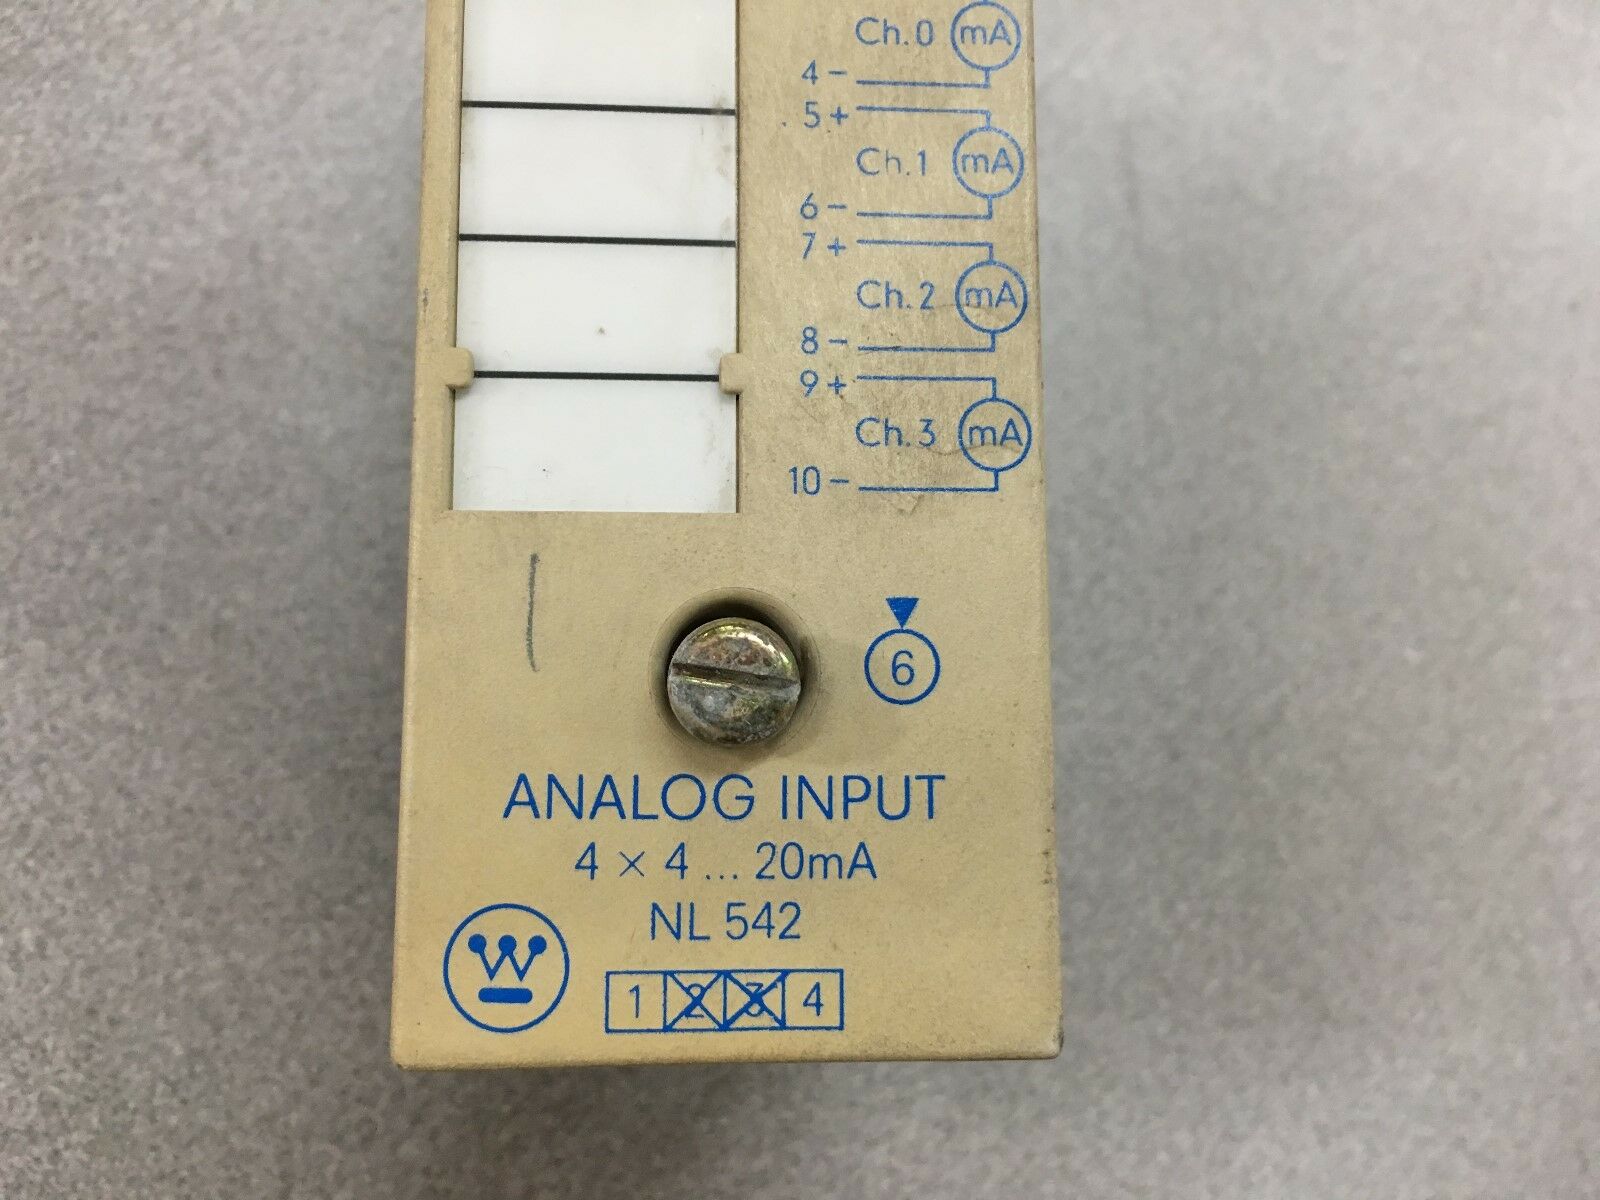 Ch.0 mA
4 -
5 +
Ch.1 mA
6 -
7 +
Ch.2 mA
8 -
9 +
Ch.3 mA
10 -
6
ANALOG INPUT
4 × 4 ... 20mA
NL 542
W
1 2 3 4